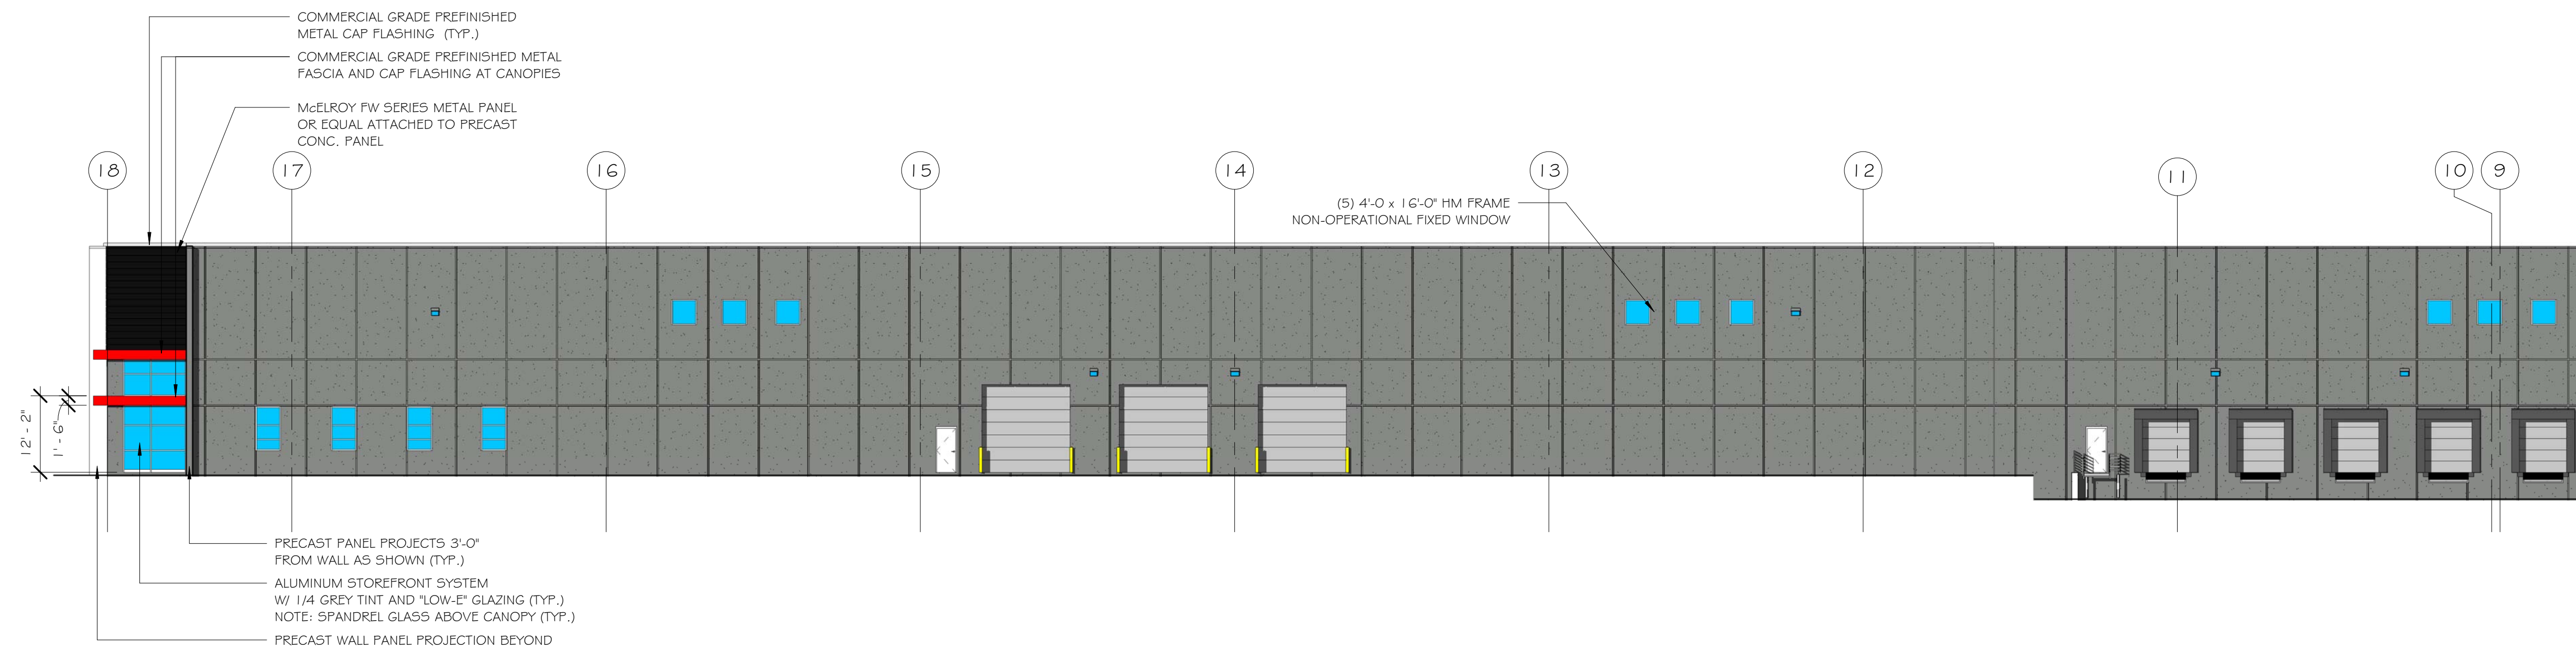 COMMERCIAL GRADE PREFINISHED
METAL CAP FLASHING (TYP.)
COMMERCIAL GRADE PREFINISHED METAL
FASCIA AND CAP FLASHING AT CANOPIES
McELROY FW SERIES METAL PANEL
OR EQUAL ATTACHED TO PRECAST
CONC. PANEL
18
17
16
15
14
13
12
11
10
9
(5) 4'-0 x 16'-0" HM FRAME
NON-OPERATIONAL FIXED WINDOW
12' - 2"
1' - 6"
PRECAST PANEL PROJECTS 3'-0"
FROM WALL AS SHOWN (TYP.)
ALUMINUM STOREFRONT SYSTEM
W/ 1/4 GREY TINT AND "LOW-E" GLAZING (TYP.)
NOTE: SPANDREL GLASS ABOVE CANOPY (TYP.)
PRECAST WALL PANEL PROJECTION BEYOND